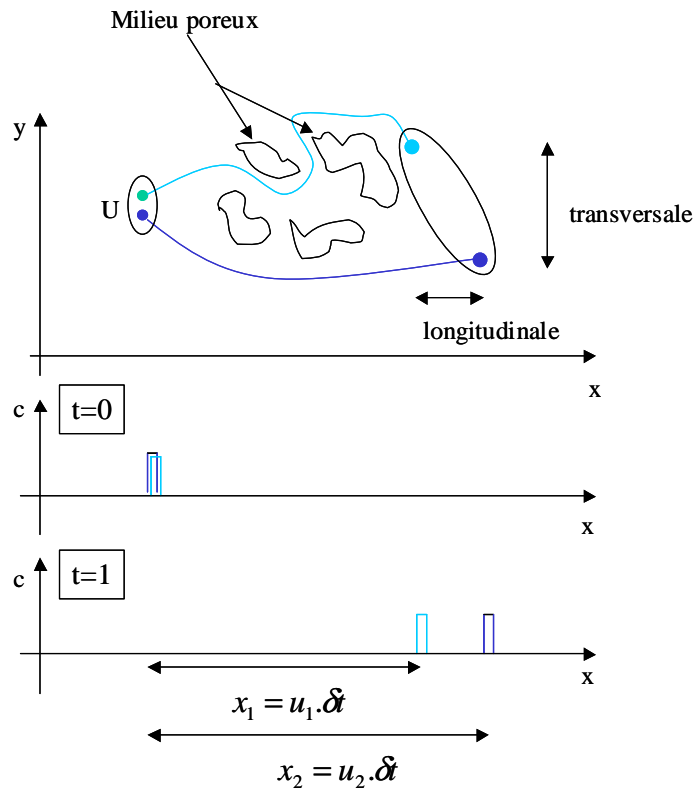 Milieu poreux
y
U
transversale
longitudinale
x
c
t=0
x
c
t=1
x
x₁ = u₁.δt
x₂ = u₂.δt